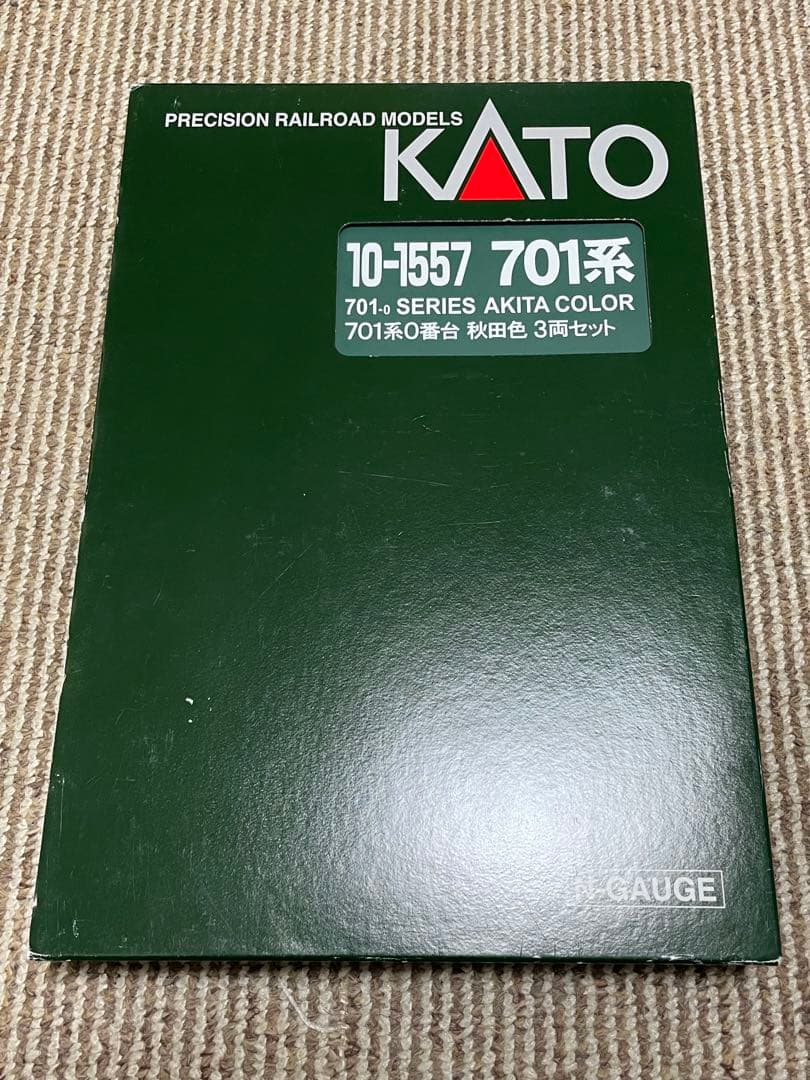 PRECISION RAILROAD MODELS
KATO
10-1557 701系
701-0 SERIES AKITA COLOR
701系0番台 秋田色 3両セット
N-GAUGE